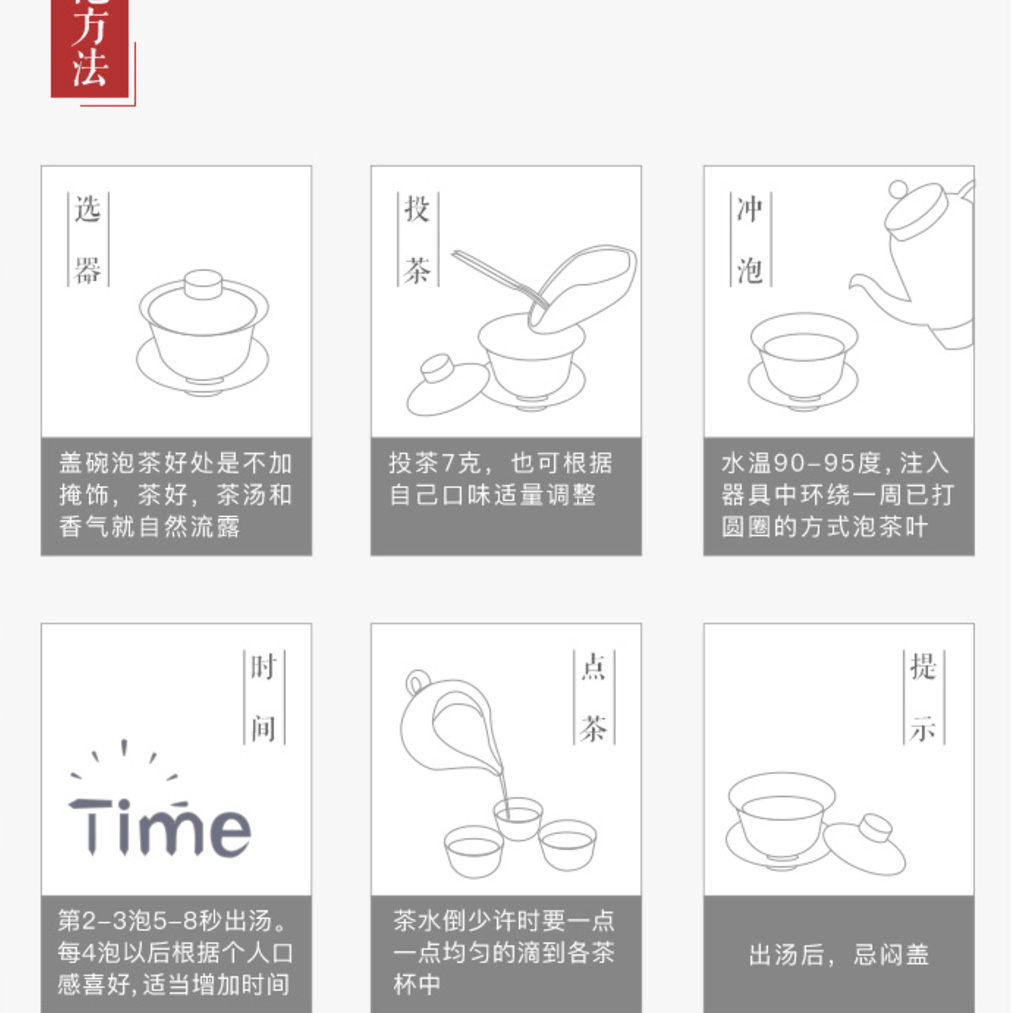 方法
选器
盖碗泡茶好处是不加
掩饰，茶好，茶汤和
香气就自然流露
投茶
投茶7克，也可根据
自己口味适量调整
冲泡
水温90-95度，注入
器具中环绕一周已打
圆圈的方式泡茶叶
时间
Time
第2-3泡5-8秒出汤。
每4泡以后根据个人口
感喜好，适当增加时间
点茶
茶水倒少许时要一点
一点均匀的滴到各茶
杯中
提示
出汤后，忌闷盖